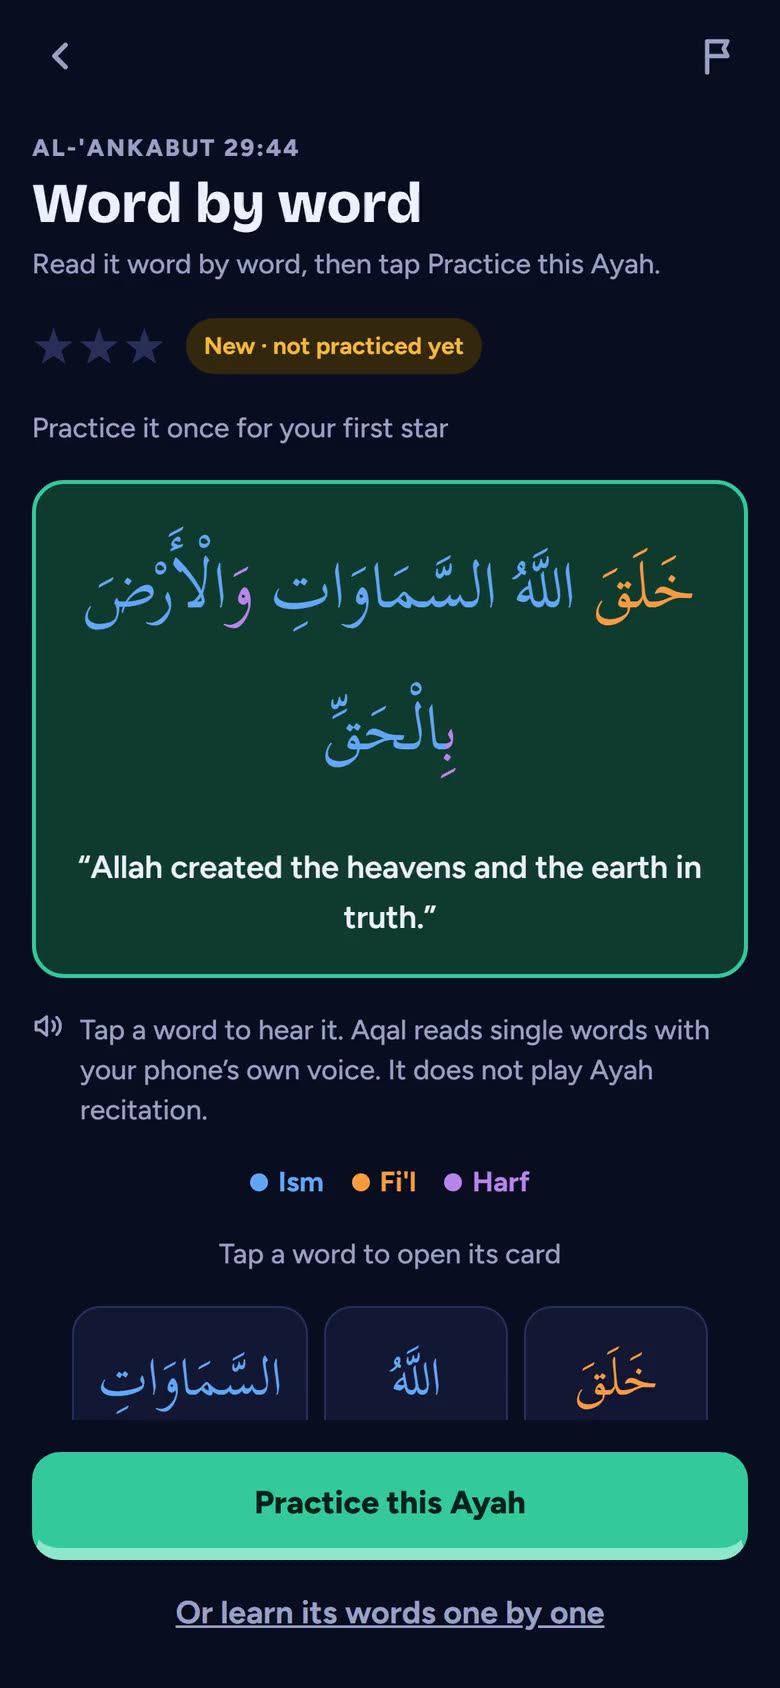 AL-'ANKABUT 29:44
Word by word
Read it word by word, then tap Practice this Ayah.
New · not practiced yet
Practice it once for your first star
خَلَقَ اللَّهُ السَّمَاوَاتِ وَالْأَرْضَ
بِالْحَقِّ
“Allah created the heavens and the earth in
truth.”
Tap a word to hear it. Aqal reads single words with
your phone’s own voice. It does not play Ayah
recitation.
Ism Fi'l Harf
Tap a word to open its card
خَلَقَ اللَّهُ السَّمَاوَاتِ
Practice this Ayah
Or learn its words one by one